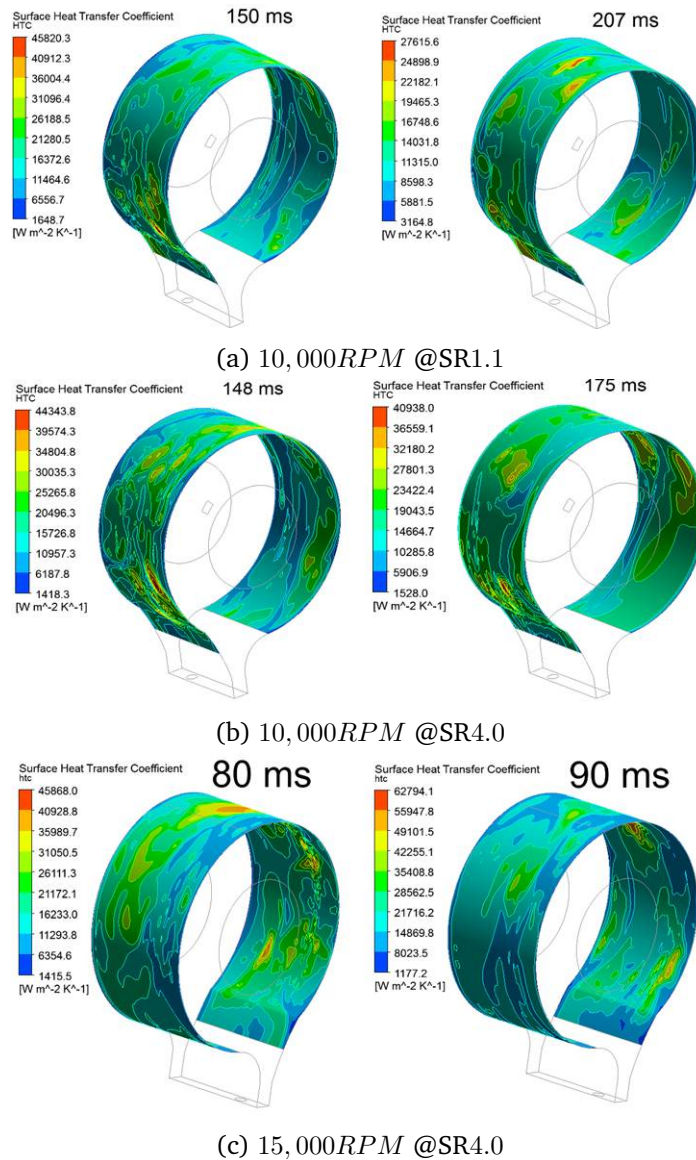 Surface Heat Transfer Coefficient
HTC
150 ms
45820.3
40912.3
36004.4
31096.4
26188.5
21280.5
16372.6
11464.6
6556.7
1648.7
[W m^-2 K^-1]
Surface Heat Transfer Coefficient
HTC
207 ms
27615.6
24898.9
22182.1
19465.3
16748.6
14031.8
11315.0
8598.3
5881.5
3164.8
[W m^-2 K^-1]
(a) 10,000RPM @SR1.1
Surface Heat Transfer Coefficient
HTC
148 ms
44343.8
39574.3
34804.8
30035.3
25265.8
20496.3
15726.8
10957.3
6187.8
1418.3
[W m^-2 K^-1]
Surface Heat Transfer Coefficient
HTC
175 ms
40938.0
36559.1
32180.2
27801.3
23422.4
19043.5
14664.7
10285.8
5906.9
1528.0
[W m^-2 K^-1]
(b) 10,000RPM @SR4.0
Surface Heat Transfer Coefficient
htc
80 ms
45868.0
40928.8
35989.7
31050.5
26111.3
21172.1
16233.0
11293.8
6354.6
1415.5
[W m^-2 K^-1]
Surface Heat Transfer Coefficient
htc
90 ms
62794.1
55947.8
49101.5
42255.1
35408.8
28562.5
21716.2
14869.8
8023.5
1177.2
[W m^-2 K^-1]
(c) 15,000RPM @SR4.0